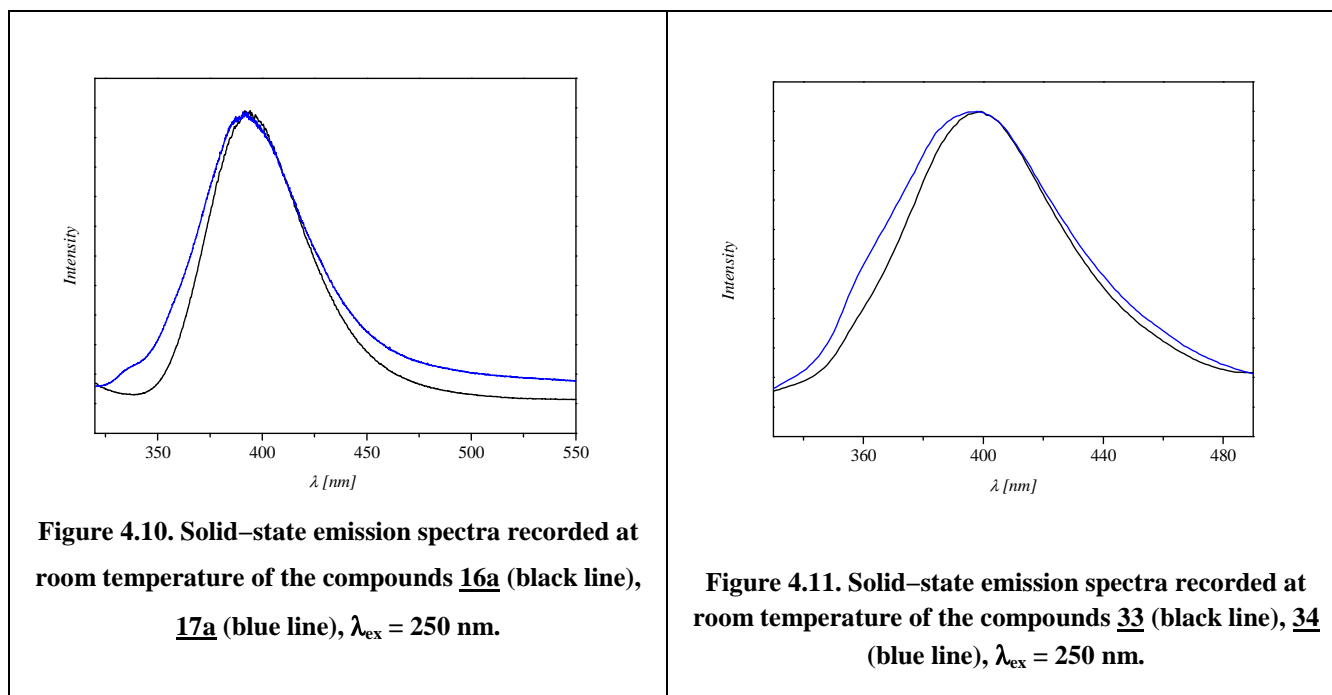 Intensity
350 400 450 500 550
λ [nm]
Figure 4.10. Solid–state emission spectra recorded at
room temperature of the compounds 16a (black line),
17a (blue line), λex = 250 nm.
Intensity
360 400 440 480
λ [nm]
Figure 4.11. Solid–state emission spectra recorded at
room temperature of the compounds 33 (black line), 34
(blue line), λex = 250 nm.